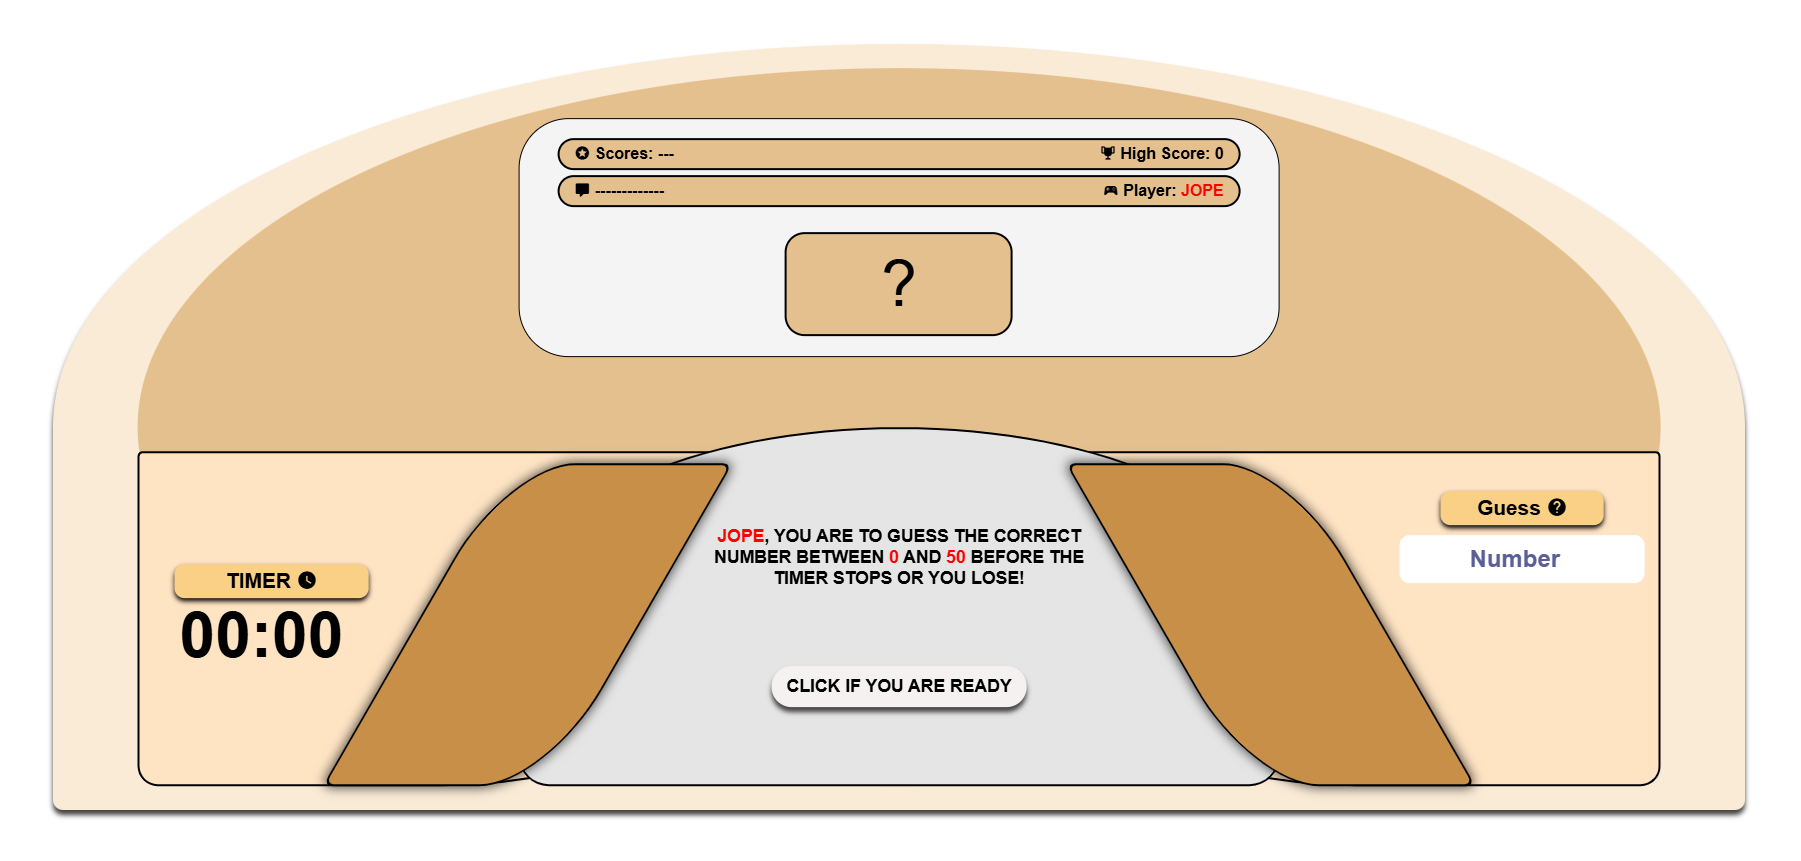 Scores: ---
High Score: 0
-------------
Player: JOPE
?
JOPE, YOU ARE TO GUESS THE CORRECT
NUMBER BETWEEN 0 AND 50 BEFORE THE
TIMER STOPS OR YOU LOSE!
CLICK IF YOU ARE READY
TIMER
00:00
Guess
Number